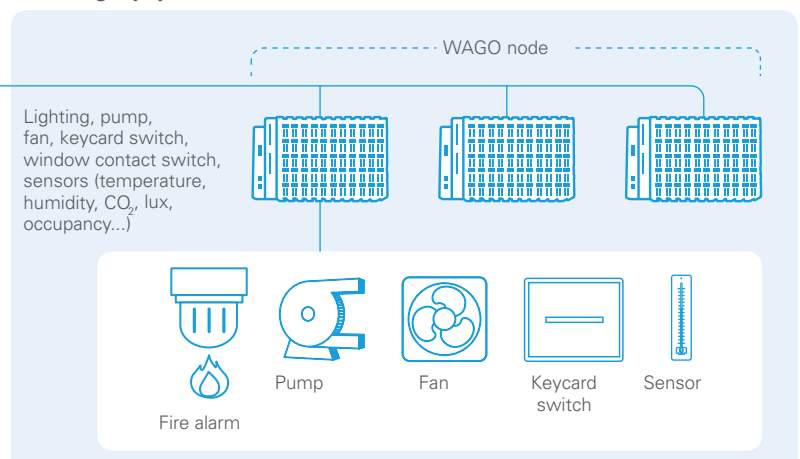 WAGO node
Lighting, pump,
fan, keycard switch,
window contact switch,
sensors (temperature,
humidity, CO₂, lux,
occupancy...)
Fire alarm
Pump
Fan
Keycard
switch
Sensor